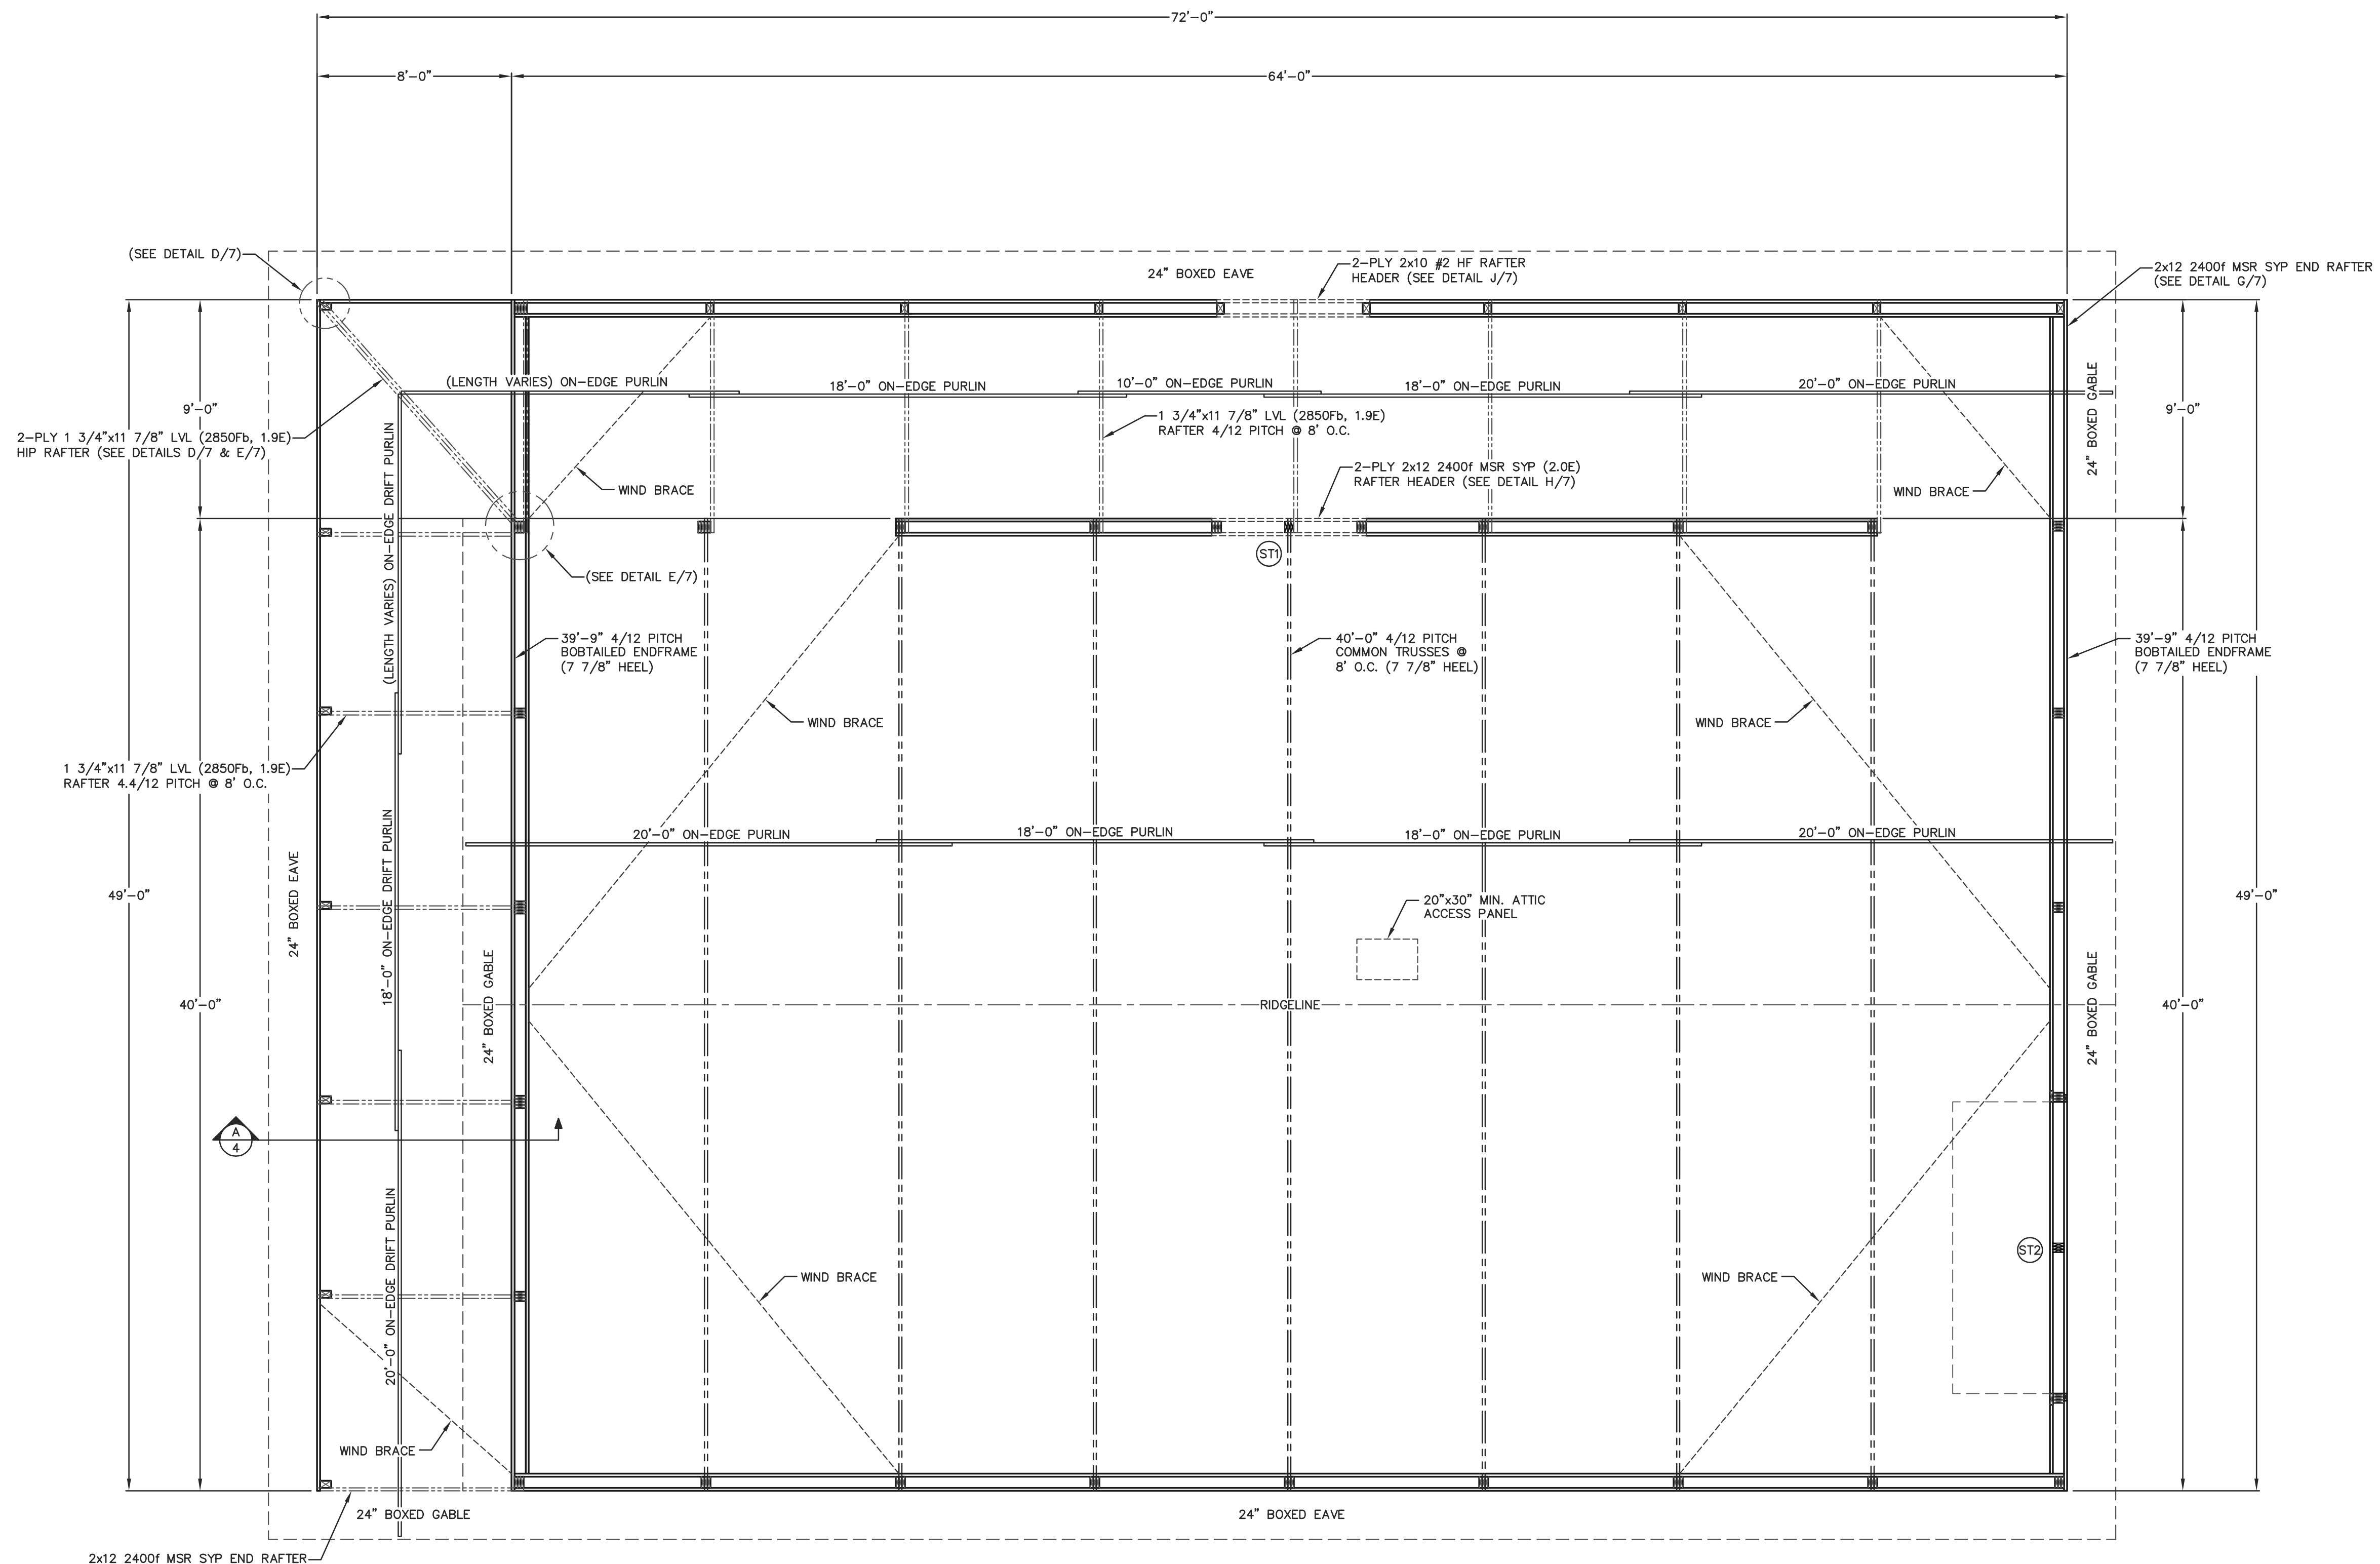 72'-0"
8'-0"
64'-0"
(SEE DETAIL D/7)
24" BOXED EAVE
2-PLY 2x10 #2 HF RAFTER
HEADER (SEE DETAIL J/7)
2x12 2400f MSR SYP END RAFTER
(SEE DETAIL G/7)
(LENGTH VARIES) ON-EDGE PURLIN
18'-0" ON-EDGE PURLIN
10'-0" ON-EDGE PURLIN
18'-0" ON-EDGE PURLIN
20'-0" ON-EDGE PURLIN
24" BOXED GABLE
9'-0"
9'-0"
1 3/4"x11 7/8" LVL (2850Fb, 1.9E)
RAFTER 4/12 PITCH @ 8' O.C.
2-PLY 1 3/4"x11 7/8" LVL (2850Fb, 1.9E)
HIP RAFTER (SEE DETAILS D/7 & E/7)
(LENGTH VARIES) ON-EDGE DRIFT PURLIN
2-PLY 2x12 2400f MSR SYP (2.0E)
RAFTER HEADER (SEE DETAIL H/7)
WIND BRACE
WIND BRACE
ST1
(SEE DETAIL E/7)
39'-9" 4/12 PITCH
BOBTAILED ENDFRAME
(7 7/8" HEEL)
40'-0" 4/12 PITCH
COMMON TRUSSES @
8' O.C. (7 7/8" HEEL)
39'-9" 4/12 PITCH
BOBTAILED ENDFRAME
(7 7/8" HEEL)
WIND BRACE
WIND BRACE
1 3/4"x11 7/8" LVL (2850Fb, 1.9E)
RAFTER 4.4/12 PITCH @ 8' O.C.
20'-0" ON-EDGE PURLIN
18'-0" ON-EDGE PURLIN
18'-0" ON-EDGE PURLIN
20'-0" ON-EDGE PURLIN
49'-0"
24" BOXED EAVE
18'-0" ON-EDGE DRIFT PURLIN
20"x30" MIN. ATTIC
ACCESS PANEL
49'-0"
40'-0"
24" BOXED GABLE
RIDGELINE
24" BOXED GABLE
40'-0"
A
4
ST2
20'-0" ON-EDGE DRIFT PURLIN
WIND BRACE
WIND BRACE
WIND BRACE
24" BOXED GABLE
24" BOXED EAVE
2x12 2400f MSR SYP END RAFTER